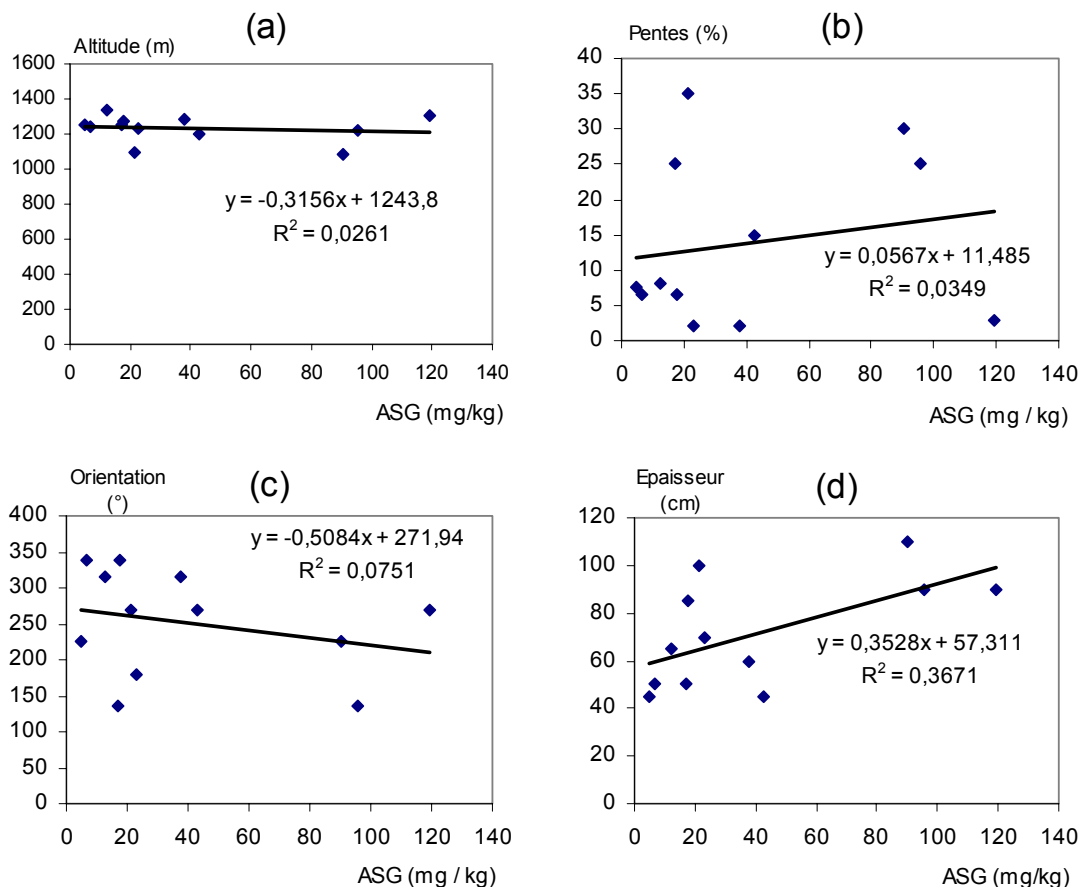 (a)
Altitude (m)
1600
1400
1200
1000
800
600
400
200
0
y = -0,3156x + 1243,8
R² = 0,0261
0 20 40 60 80 100 120 140
ASG (mg/kg)
(b)
Pentes (%)
40
35
30
25
20
15
10
5
0
y = 0,0567x + 11,485
R² = 0,0349
0 20 40 60 80 100 120 140
ASG (mg / kg)
(c)
Orientation
(°)
400
350
300
250
200
150
100
50
0
y = -0,5084x + 271,94
R² = 0,0751
0 20 40 60 80 100 120 140
ASG (mg / kg)
(d)
Epaisseur
(cm)
120
100
80
60
40
20
0
y = 0,3528x + 57,311
R² = 0,3671
0 20 40 60 80 100 120 140
ASG (mg/kg)